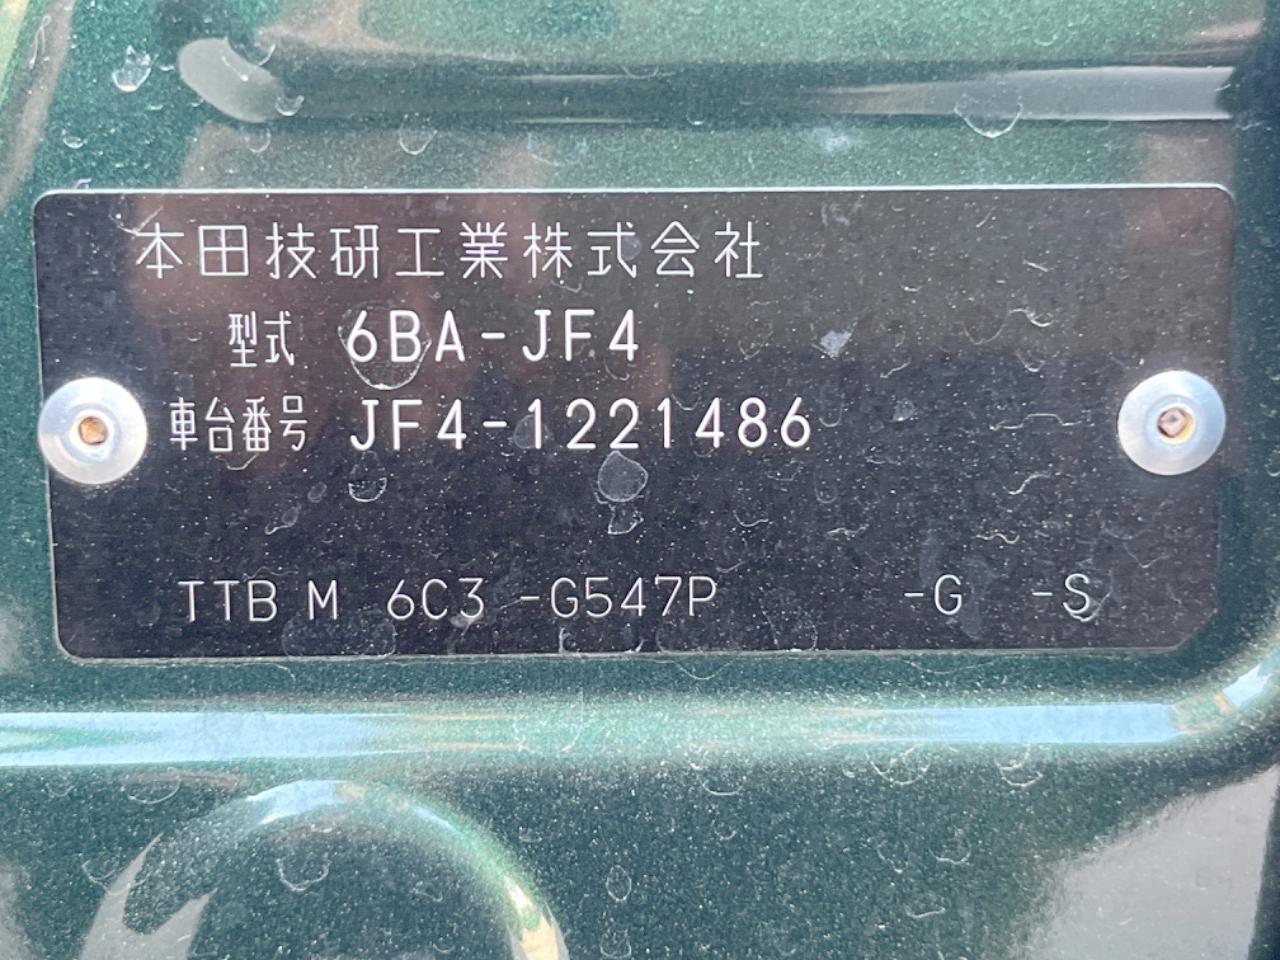 本田技研工業株式会社
型式 6BA-JF4
車台番号 JF4-1221486
TTB M 6C3 -G547P -G -S